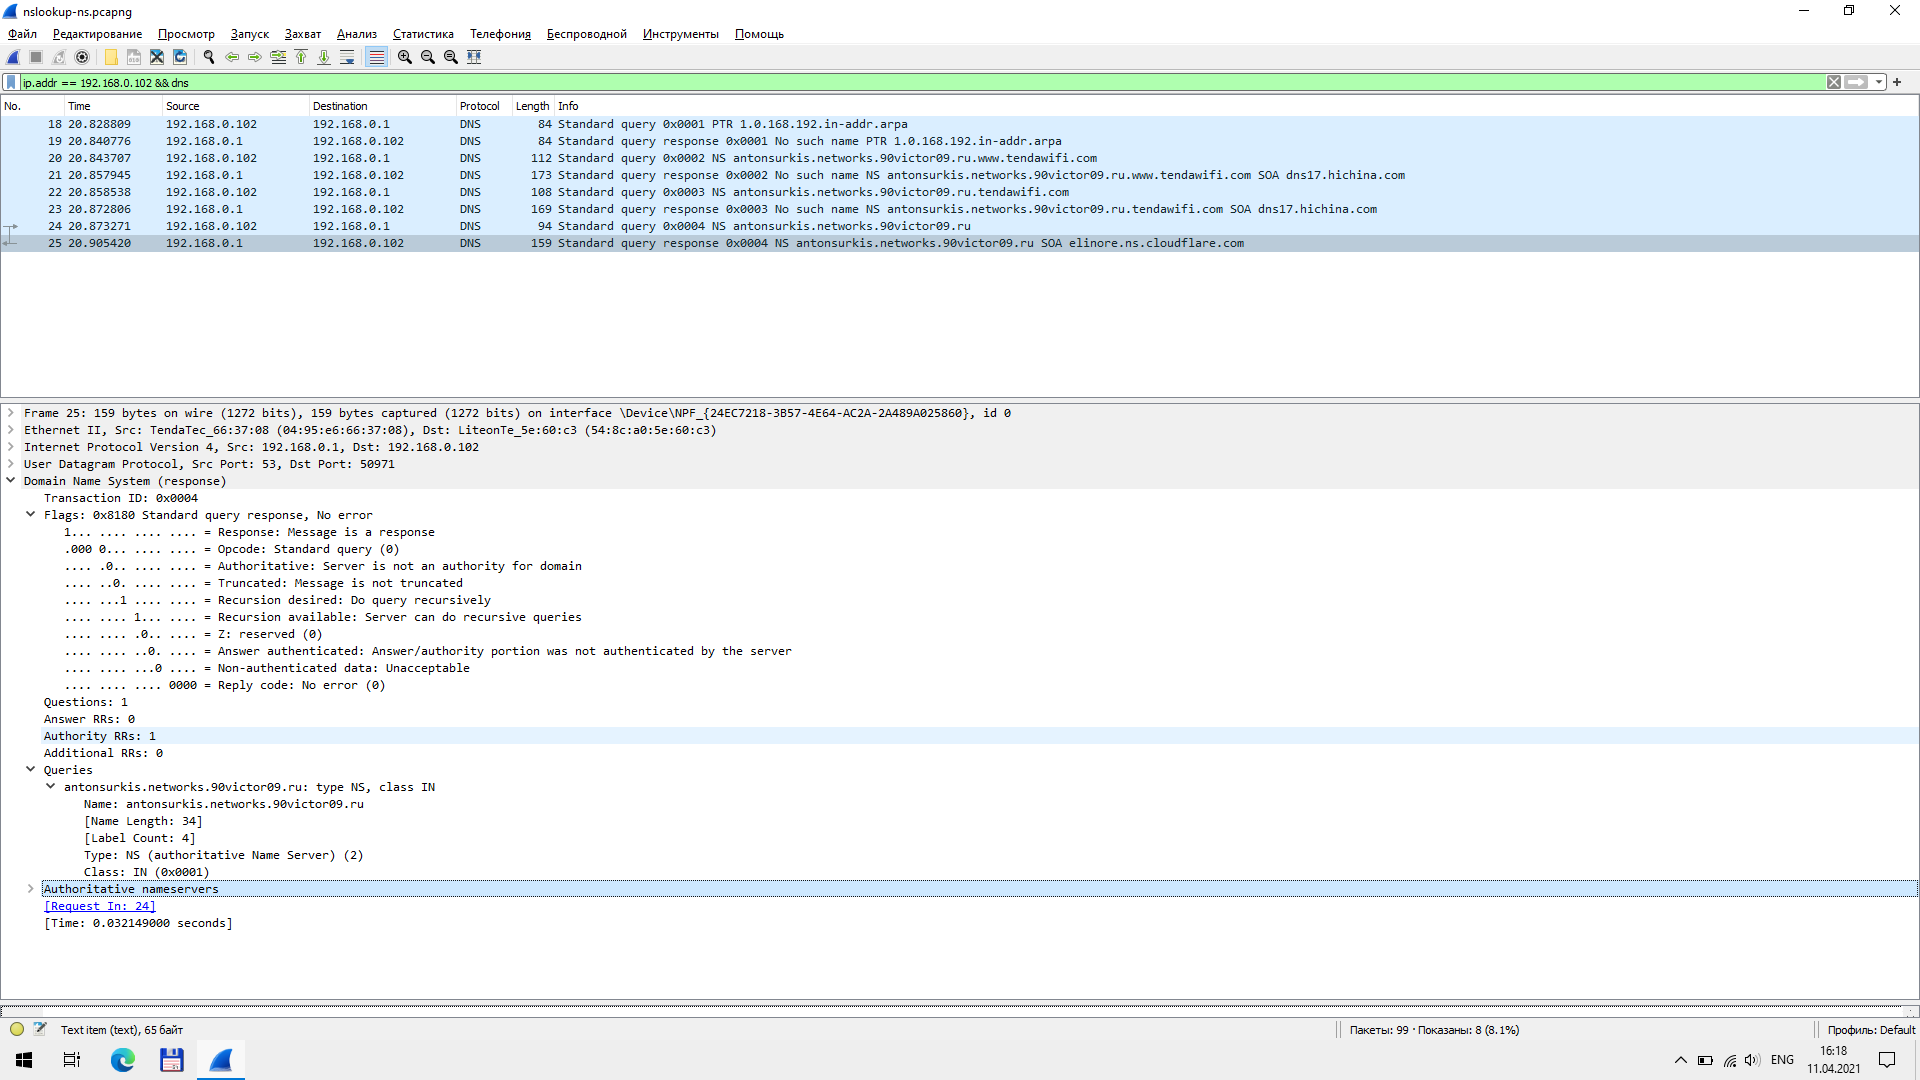 nslookup-ns.pcapng
Файл Редактирование Просмотр Запуск Захват Анализ Статистика Телефония Беспроводной Инструменты Помощь
ip.addr == 192.168.0.102 && dns
No. Time Source Destination Protocol Length Info
18 20.828809 192.168.0.102 192.168.0.1 DNS 84 Standard query 0x0001 PTR 1.0.168.192.in-addr.arpa
19 20.840776 192.168.0.1 192.168.0.102 DNS 84 Standard query response 0x0001 No such name PTR 1.0.168.192.in-addr.arpa
20 20.843707 192.168.0.102 192.168.0.1 DNS 112 Standard query 0x0002 NS antonsurkis.networks.90victor09.ru.www.tendawifi.com
21 20.857945 192.168.0.1 192.168.0.102 DNS 173 Standard query response 0x0002 No such name NS antonsurkis.networks.90victor09.ru.www.tendawifi.com SOA dns17.hichina.com
22 20.858538 192.168.0.102 192.168.0.1 DNS 108 Standard query 0x0003 NS antonsurkis.networks.90victor09.ru.tendawifi.com
23 20.872806 192.168.0.1 192.168.0.102 DNS 169 Standard query response 0x0003 No such name NS antonsurkis.networks.90victor09.ru.tendawifi.com SOA dns17.hichina.com
24 20.873271 192.168.0.102 192.168.0.1 DNS 94 Standard query 0x0004 NS antonsurkis.networks.90victor09.ru
25 20.905420 192.168.0.1 192.168.0.102 DNS 159 Standard query response 0x0004 NS antonsurkis.networks.90victor09.ru SOA elinore.ns.cloudflare.com
Frame 25: 159 bytes on wire (1272 bits), 159 bytes captured (1272 bits) on interface \Device\NPF_{24EC7218-3B57-4E64-AC2A-2A489A025860}, id 0
Ethernet II, Src: TendaTec_66:37:08 (04:95:e6:66:37:08), Dst: LiteonTe_5e:60:c3 (54:8c:a0:5e:60:c3)
Internet Protocol Version 4, Src: 192.168.0.1, Dst: 192.168.0.102
User Datagram Protocol, Src Port: 53, Dst Port: 50971
Domain Name System (response)
Transaction ID: 0x0004
Flags: 0x8180 Standard query response, No error
1... .... .... .... = Response: Message is a response
.000 0... .... .... = Opcode: Standard query (0)
.... .0.. .... .... = Authoritative: Server is not an authority for domain
.... ..0. .... .... = Truncated: Message is not truncated
.... ...1 .... .... = Recursion desired: Do query recursively
.... .... 1... .... = Recursion available: Server can do recursive queries
.... .... .0.. .... = Z: reserved (0)
.... .... ..0. .... = Answer authenticated: Answer/authority portion was not authenticated by the server
.... .... ...0 .... = Non-authenticated data: Unacceptable
.... .... .... 0000 = Reply code: No error (0)
Questions: 1
Answer RRs: 0
Authority RRs: 1
Additional RRs: 0
Queries
antonsurkis.networks.90victor09.ru: type NS, class IN
Name: antonsurkis.networks.90victor09.ru
[Name Length: 34]
[Label Count: 4]
Type: NS (authoritative Name Server) (2)
Class: IN (0x0001)
Authoritative nameservers
[Request In: 24]
[Time: 0.032149000 seconds]
Text item (text), 65 байт Пакеты: 99 · Показаны: 8 (8.1%) Профиль: Default
ENG 16:18
11.04.2021